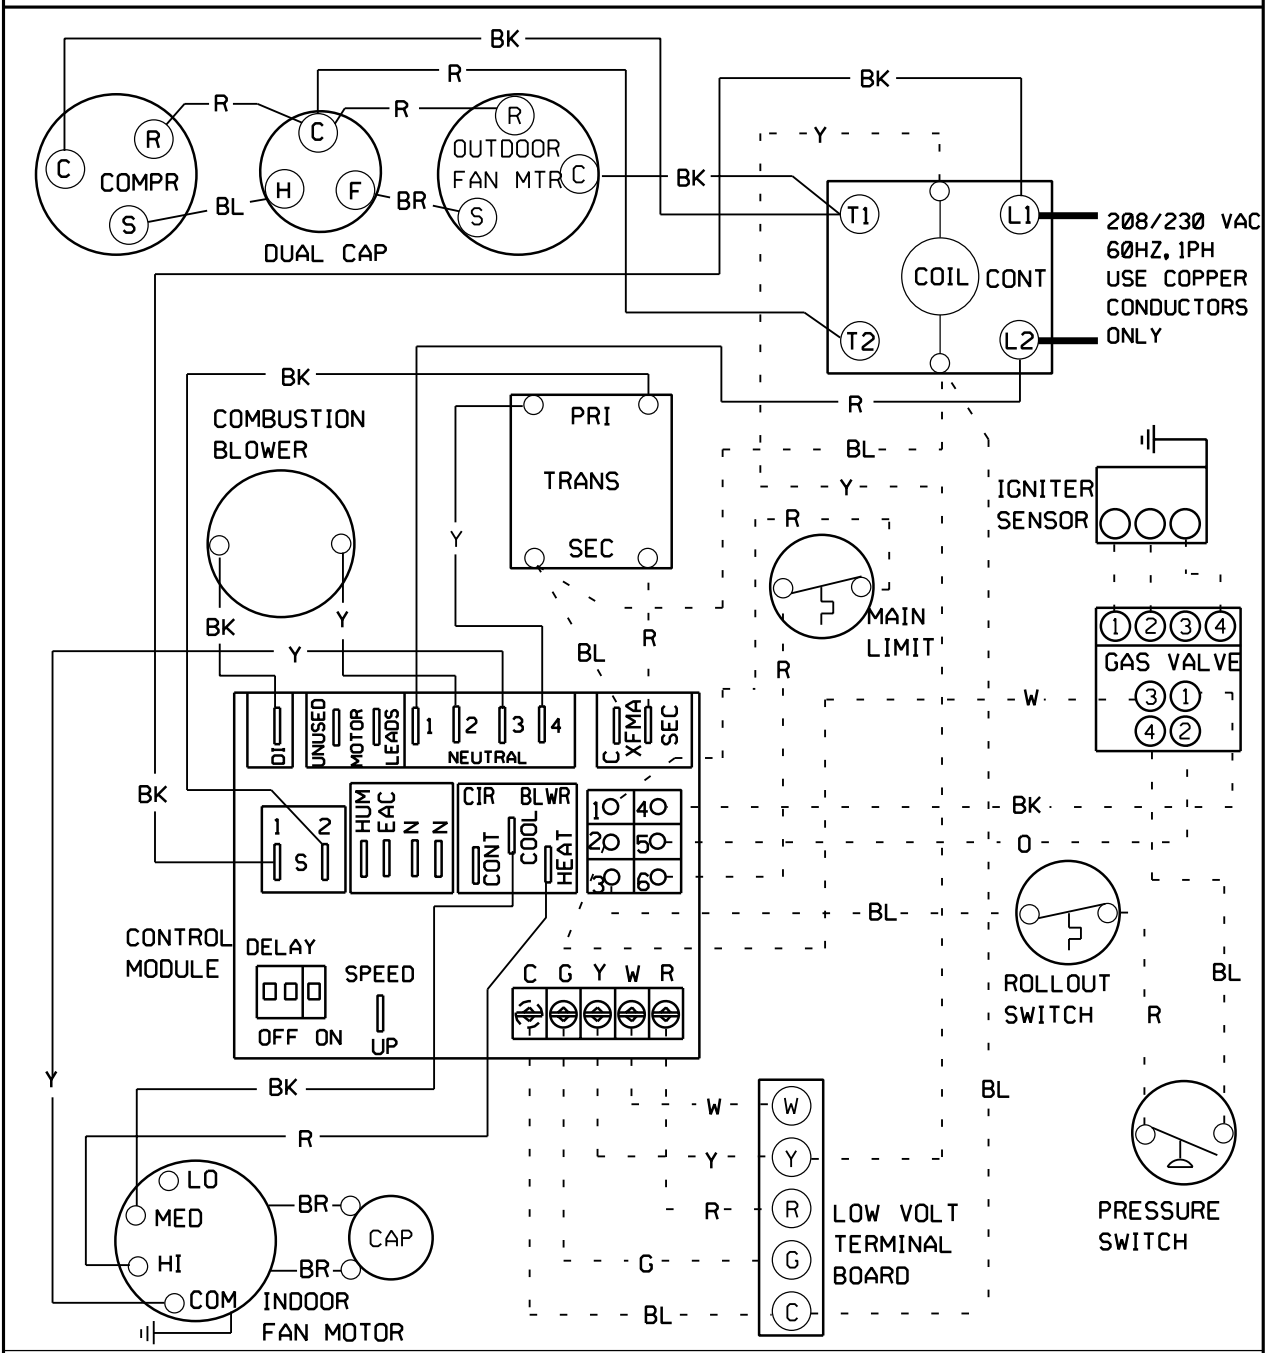 BK
R
BK
R
R
Y
C
R
COMPR
S
C
H
F
BL
BR
DUAL CAP
R
OUTDOOR
FAN MTR
C
S
BK
T1
L1
COIL
CONT
T2
L2
208/230 VAC
60HZ, 1PH
USE COPPER
CONDUCTORS
ONLY
BK
R
COMBUSTION
BLOWER
PRI
TRANS
SEC
BL
Y
R
IGNITER
SENSOR
Y
MAIN
LIMIT
1 2 3 4
GAS VALVE
3 1
4 2
BK
Y
Y
BL
R
R
W
DI
UNUSED
MOTOR
LEADS
1 2 3 4
NEUTRAL
C
XFMA
SEC
BK
1 2
S
HUM
EAC
N
N
CIR BLWR
CONT
COOL
HEAT
1 4
2 5
3 6
BK
O
BL
CONTROL
MODULE
DELAY
OFF ON
SPEED
UP
C G Y W R
ROLLOUT
SWITCH
BL
R
Y
BK
R
BL
W
Y
R
G
BL
W
Y
R
G
C
LOW VOLT
TERMINAL
BOARD
PRESSURE
SWITCH
LO
MED
HI
COM
BR
BR
CAP
INDOOR
FAN MOTOR